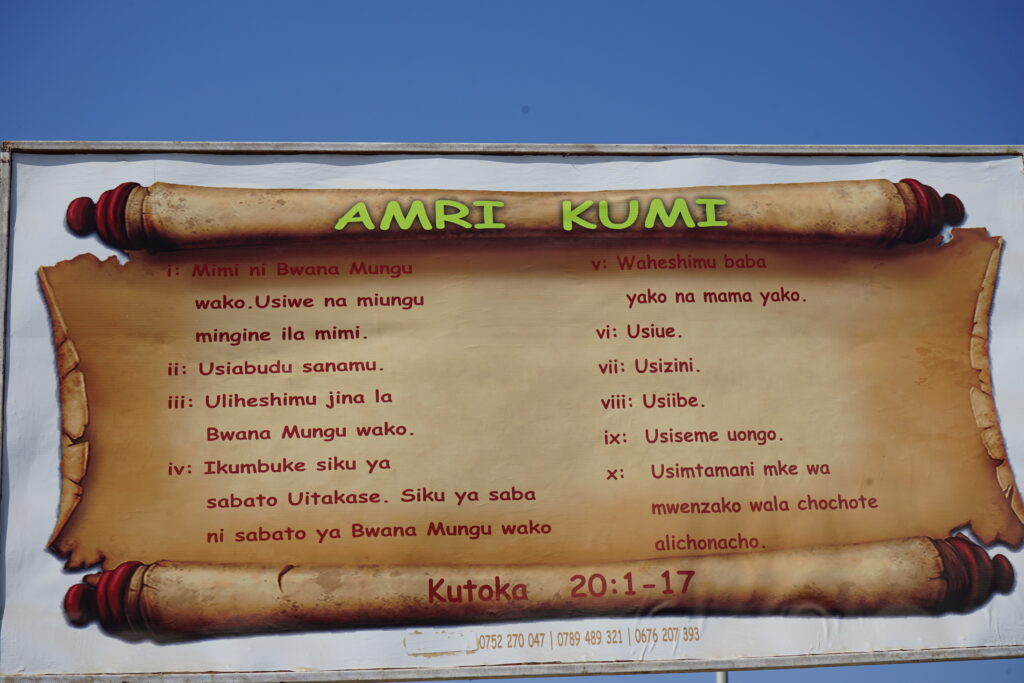 AMRI KUMI
i: Mimi ni Bwana Mungu
wako.Usiwe na miungu
mingine ila mimi.
ii: Usiabudu sanamu.
iii: Uliheshimu jina la
Bwana Mungu wako.
iv: Ikumbuke siku ya
sabato Uitakase. Siku ya saba
ni sabato ya Bwana Mungu wako
v: Waheshimu baba
yako na mama yako.
vi: Usiue.
vii: Usizini.
viii: Usiibe.
ix: Usiseme uongo.
x: Usimtamani mke wa
mwenzako wala chochote
alichonacho.
Kutoka 20:1-17
0752 270 047 | 0789 489 321 | 0676 207 393